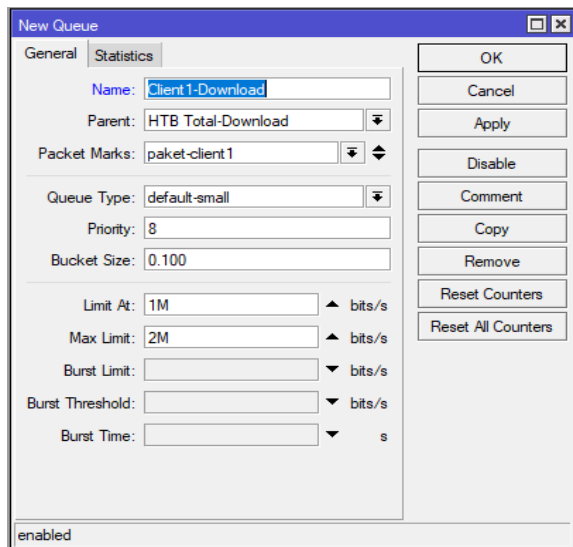 New Queue
General
Statistics
Name: Client1-Download
Parent: HTB Total-Download
Packet Marks: paket-client1
Queue Type: default-small
Priority: 8
Bucket Size: 0.100
Limit At: 1M bits/s
Max Limit: 2M bits/s
Burst Limit: bits/s
Burst Threshold: bits/s
Burst Time: s
OK
Cancel
Apply
Disable
Comment
Copy
Remove
Reset Counters
Reset All Counters
enabled